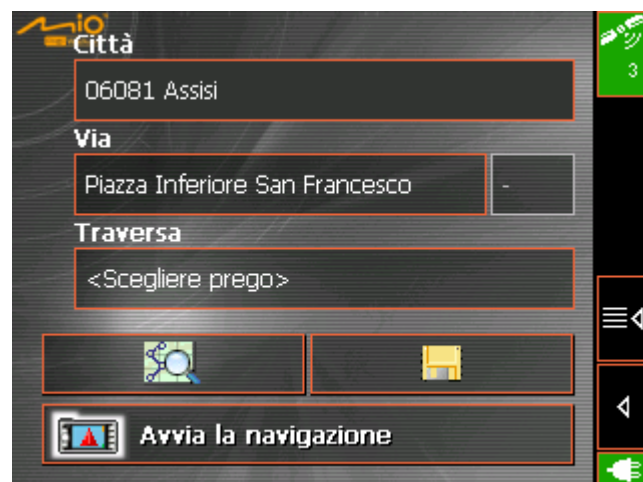 Mio
Città
3
06081 Assisi
Via
Piazza Inferiore San Francesco -
Traversa
<Scegliere prego>
Avvia la navigazione